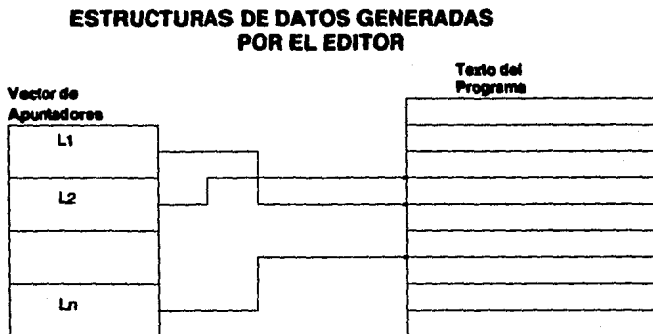 ESTRUCTURAS DE DATOS GENERADAS
POR EL EDITOR
Texto del
Programa
Vector de
Apuntadores
L1
L2
Ln